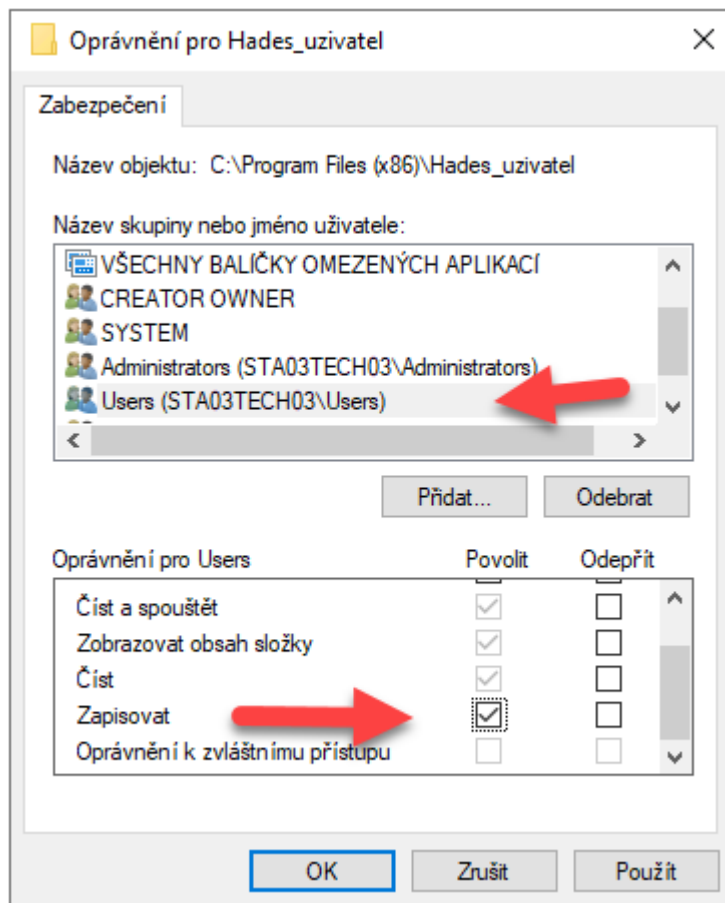 Oprávnění pro Hades_uzivatel
Zabezpečení
Název objektu: C:\Program Files (x86)\Hades_uzivatel
Název skupiny nebo jméno uživatele:
VŠECHNY BALÍČKY OMEZENÝCH APLIKACÍ
CREATOR OWNER
SYSTEM
Administrators (STA03TECH03\Administrators)
Users (STA03TECH03\Users)
Přidat... Odebrat
Oprávnění pro Users Povolit Odepřít
Číst a spouštět
Zobrazovat obsah složky
Číst
Zapisovat
Oprávnění k zvláštnímu přístupu
OK Zrušit Použít